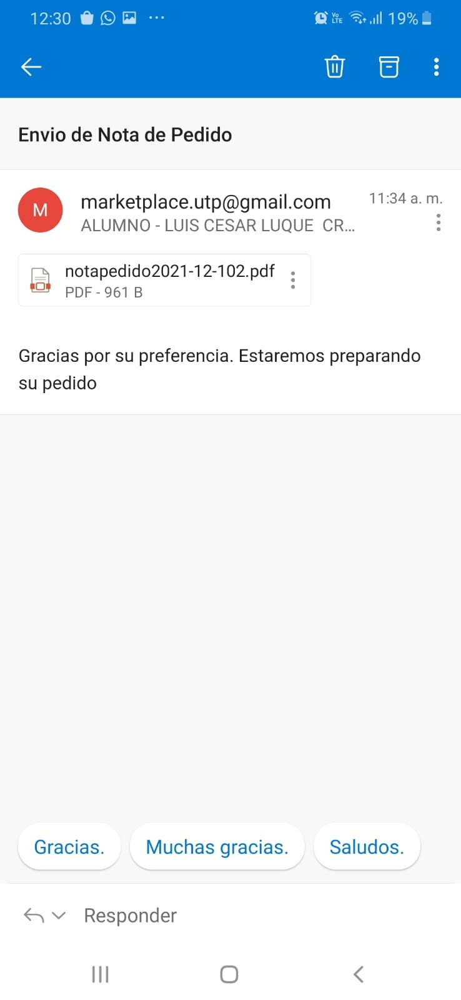 12:30 ... Vo LTE 19%
Envio de Nota de Pedido
M
marketplace.utp@gmail.com 11:34 a. m.
ALUMNO - LUIS CESAR LUQUE CR...
notapedido2021-12-102.pdf
PDF - 961 B
Gracias por su preferencia. Estaremos preparando
su pedido
Gracias. Muchas gracias. Saludos.
Responder